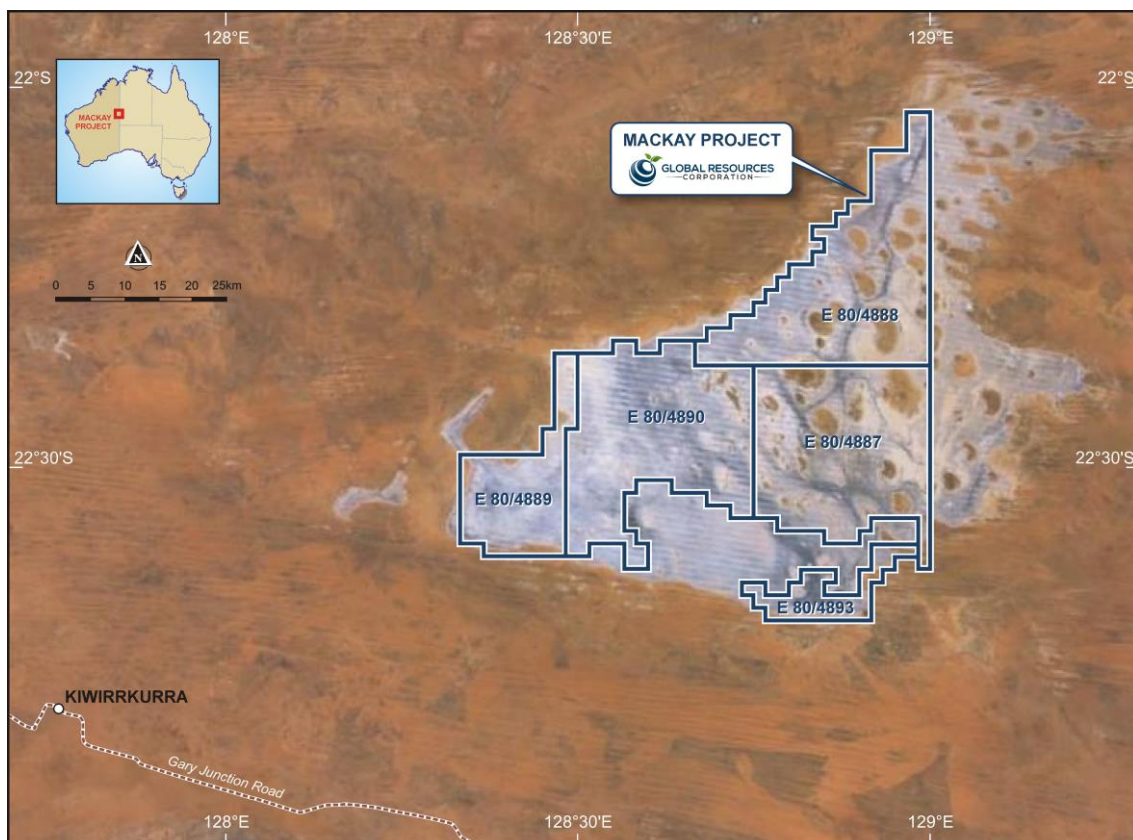 128°E
128°30'E
129°E
22°S
22°S
MACKAY
PROJECT
MACKAY PROJECT
GLOBAL RESOURCES
CORPORATION
N
0 5 10 15 20 25km
E 80/4888
E 80/4890
E 80/4887
22°30'S
22°30'S
E 80/4889
E 80/4893
KIWIRRKURRA
Gary Junction Road
128°E
128°30'E
129°E